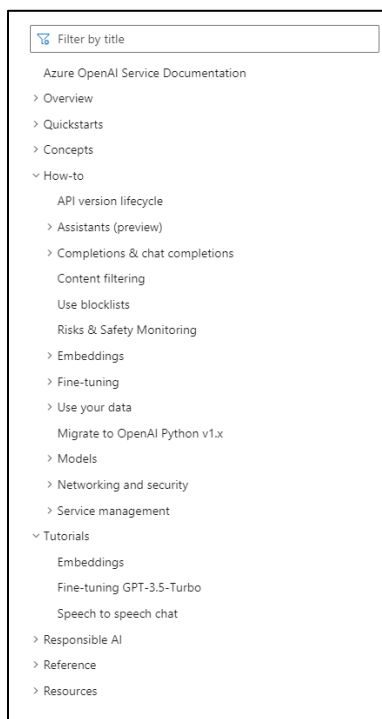 Filter by title
Azure OpenAI Service Documentation
Overview
Quickstarts
Concepts
How-to
API version lifecycle
Assistants (preview)
Completions & chat completions
Content filtering
Use blocklists
Risks & Safety Monitoring
Embeddings
Fine-tuning
Use your data
Migrate to OpenAI Python v1.x
Models
Networking and security
Service management
Tutorials
Embeddings
Fine-tuning GPT-3.5-Turbo
Speech to speech chat
Responsible AI
Reference
Resources